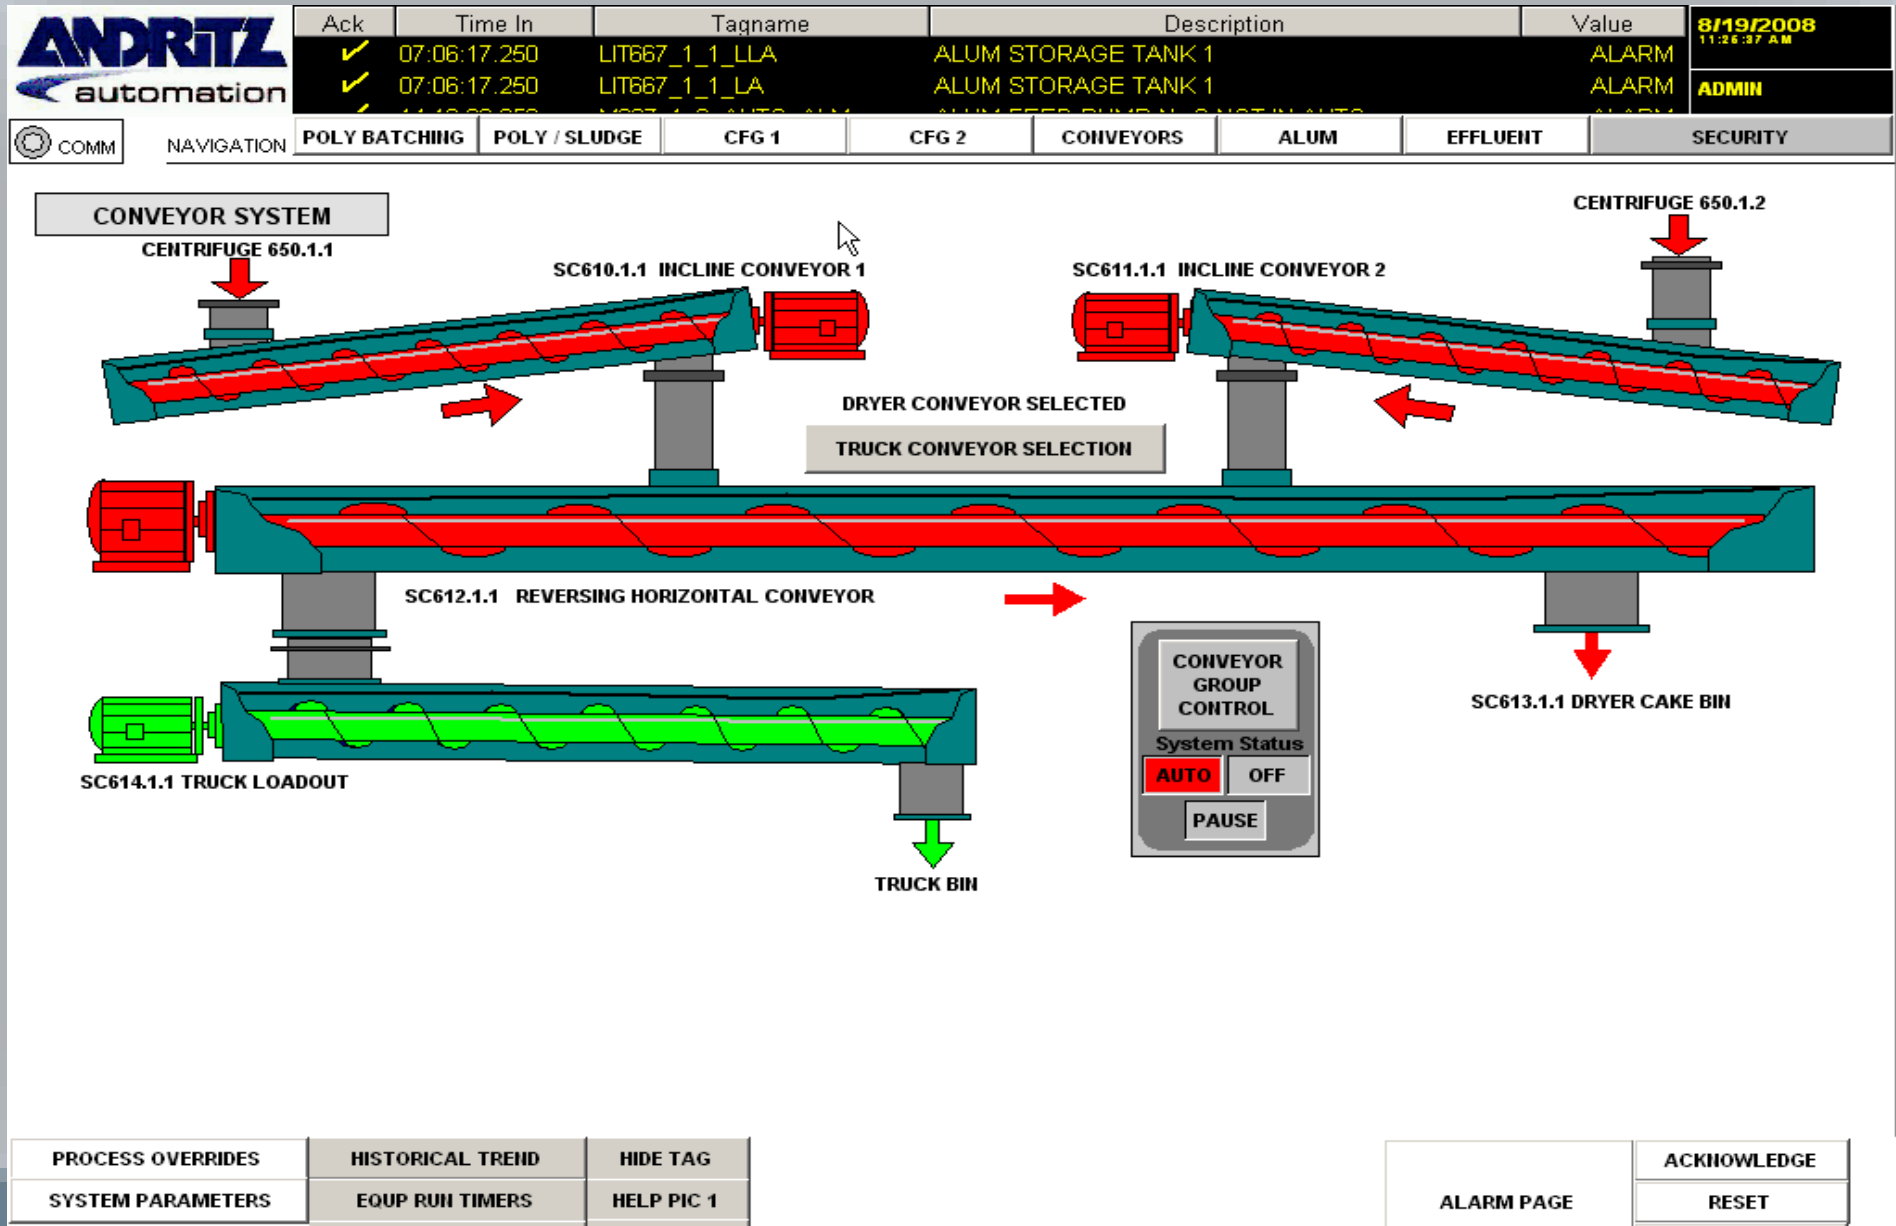 ANDRITZ
automation
Ack Time In Tagname Description Value
07:06:17.250 LIT667_1_1_LLA ALUM STORAGE TANK 1 ALARM
07:06:17.250 LIT667_1_1_LA ALUM STORAGE TANK 1 ALARM
8/19/2008
11:26:37 AM
ADMIN
COMM
NAVIGATION
POLY BATCHING POLY / SLUDGE CFG 1 CFG 2 CONVEYORS ALUM EFFLUENT SECURITY
CONVEYOR SYSTEM
CENTRIFUGE 650.1.1
CENTRIFUGE 650.1.2
SC610.1.1 INCLINE CONVEYOR 1
SC611.1.1 INCLINE CONVEYOR 2
DRYER CONVEYOR SELECTED
TRUCK CONVEYOR SELECTION
SC612.1.1 REVERSING HORIZONTAL CONVEYOR
CONVEYOR
GROUP
CONTROL
System Status
AUTO OFF
PAUSE
SC613.1.1 DRYER CAKE BIN
SC614.1.1 TRUCK LOADOUT
TRUCK BIN
PROCESS OVERRIDES HISTORICAL TREND HIDE TAG
SYSTEM PARAMETERS EQUP RUN TIMERS HELP PIC 1
ALARM PAGE
ACKNOWLEDGE
RESET